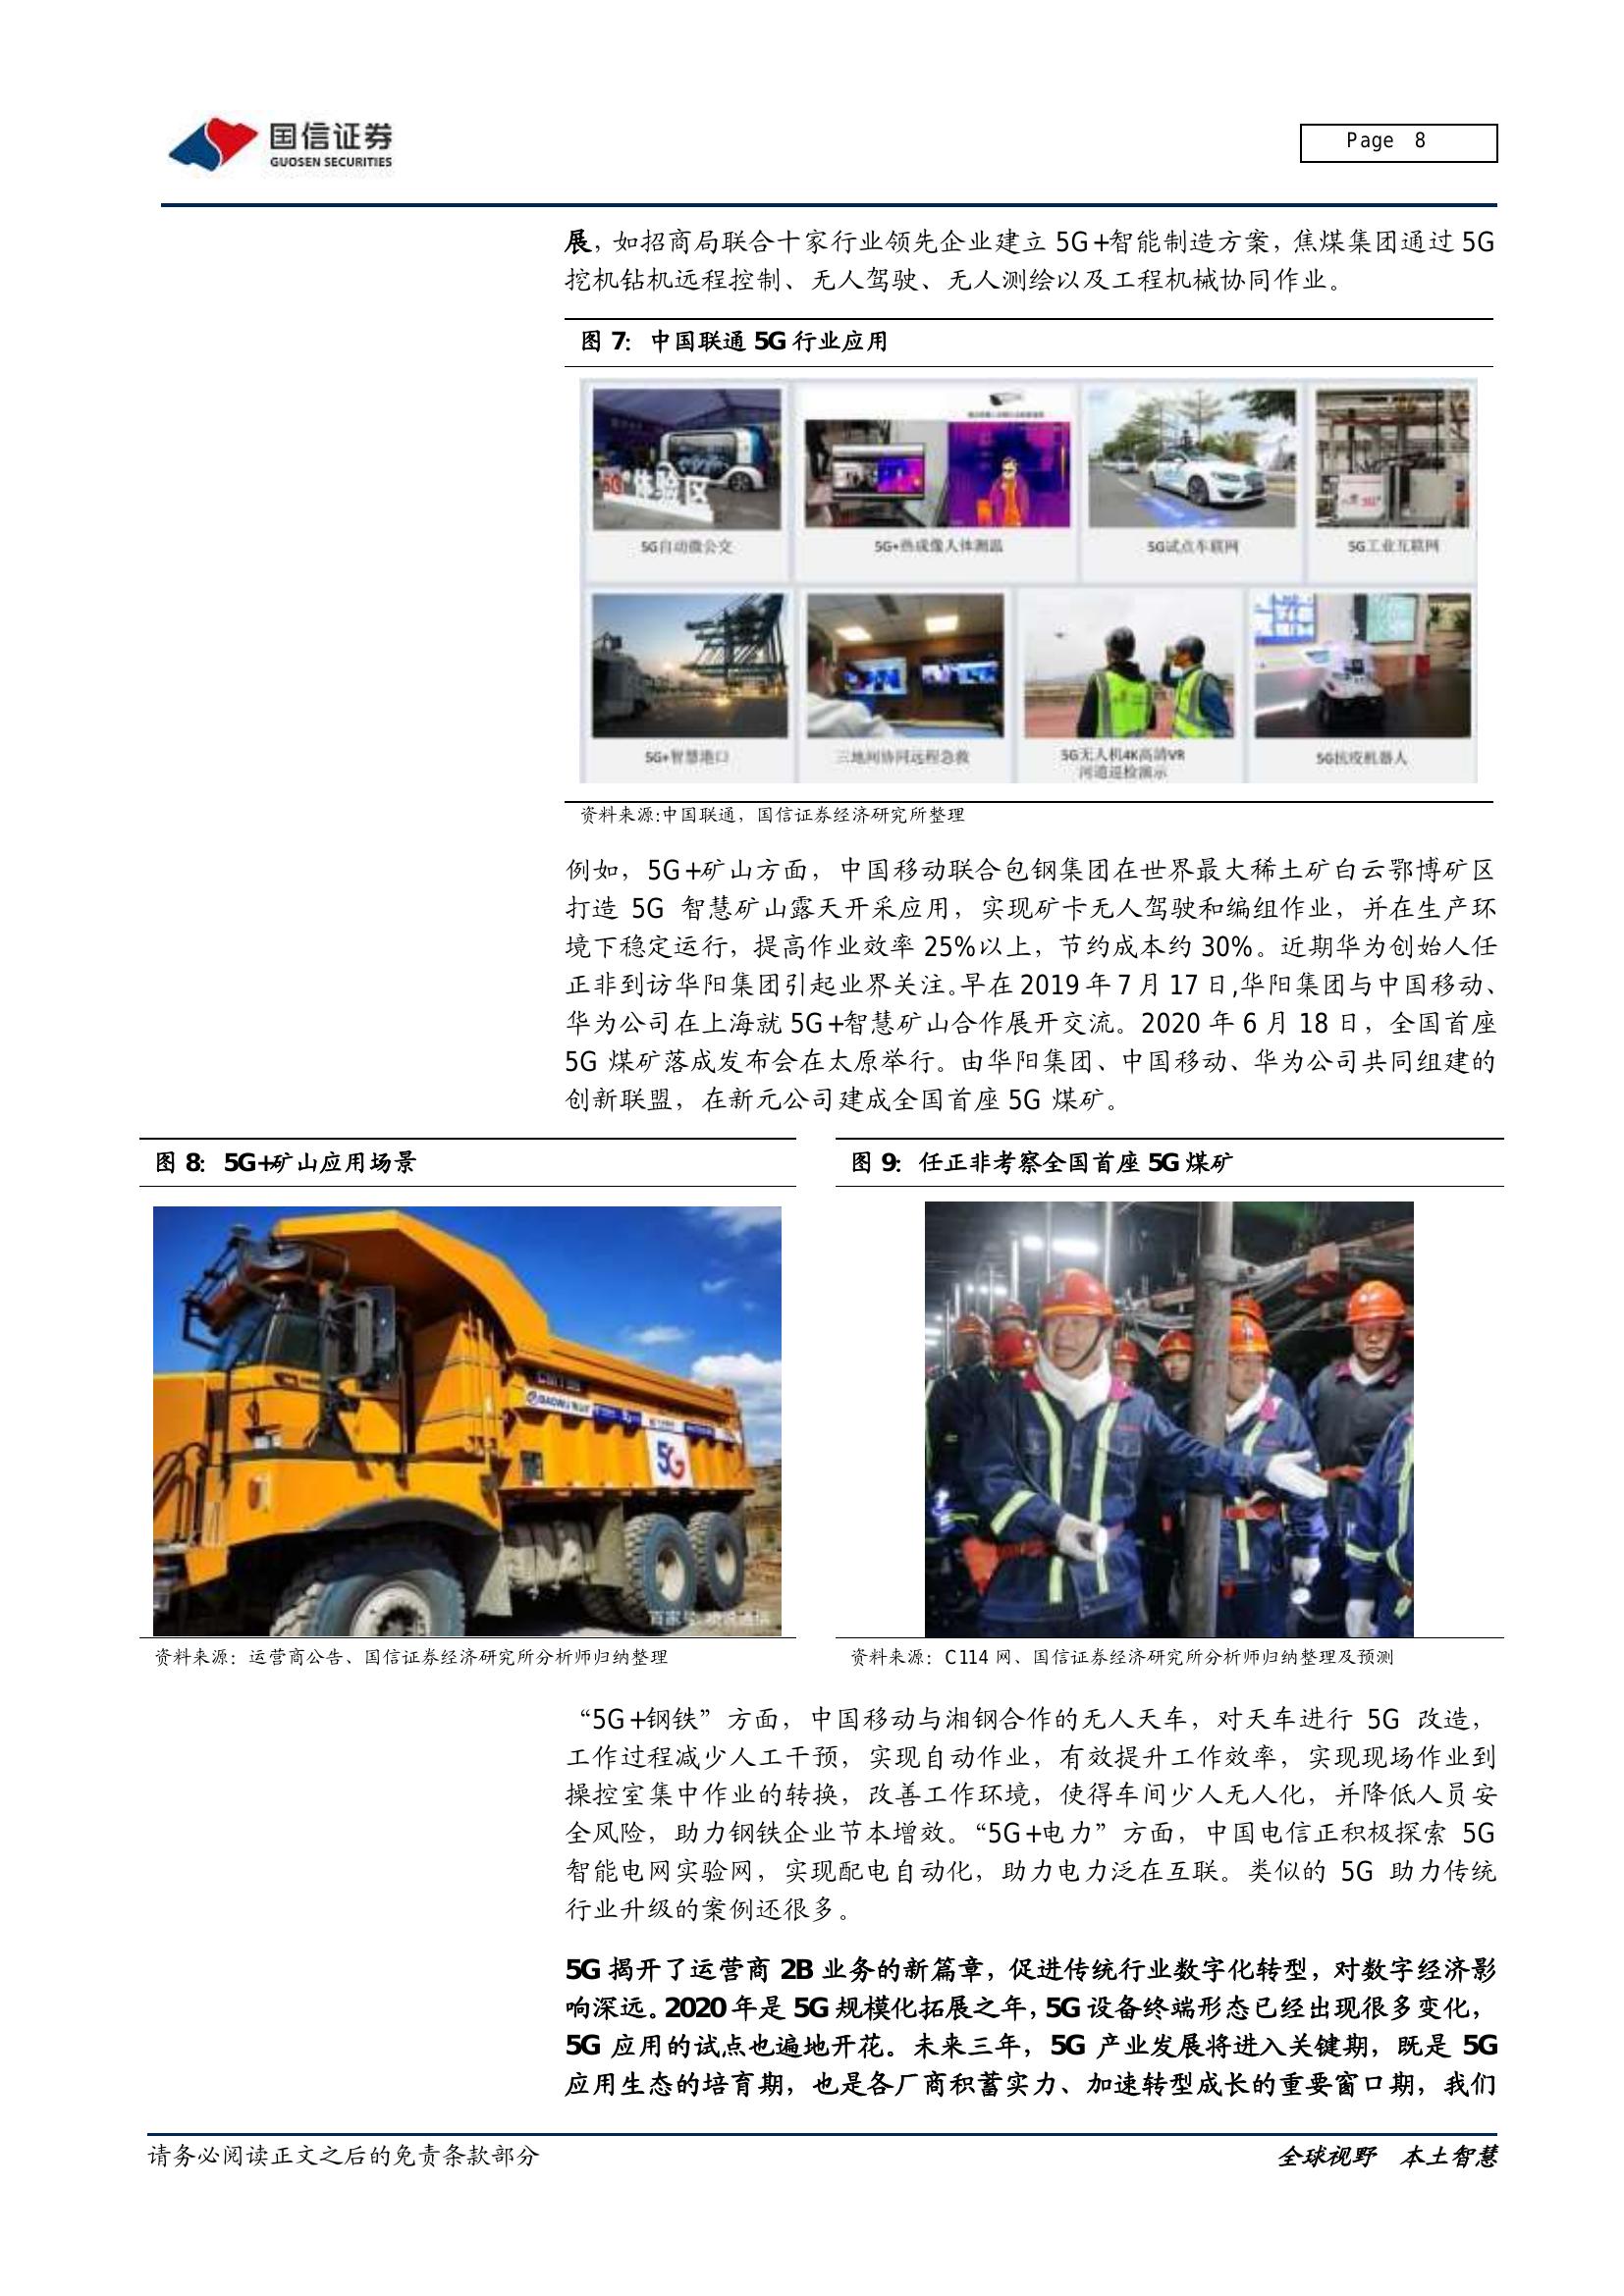 国信证券
GUOSEN SECURITIES
Page 8
展，如招商局联合十家行业领先企业建立 5G+智能制造方案，焦煤集团通过 5G
挖机钻机远程控制、无人驾驶、无人测绘以及工程机械协同作业。
图 7：中国联通 5G 行业应用
5G 体验区
5G自动微公交
5G+热成像人体测温
5G试点车联网
5G工业互联网
5G+智慧港口
三地间协同远程急救
5G无人机4K高清VR
河道巡检演示
5G抗疫机器人
资料来源:中国联通，国信证券经济研究所整理
例如，5G+矿山方面，中国移动联合包钢集团在世界最大稀土矿白云鄂博矿区
打造 5G 智慧矿山露天开采应用，实现矿卡无人驾驶和编组作业，并在生产环
境下稳定运行，提高作业效率 25%以上，节约成本约 30%。近期华为创始人任
正非到访华阳集团引起业界关注。早在 2019 年 7 月 17 日,华阳集团与中国移动、
华为公司在上海就 5G+智慧矿山合作展开交流。2020 年 6 月 18 日，全国首座
5G 煤矿落成发布会在太原举行。由华阳集团、中国移动、华为公司共同组建的
创新联盟，在新元公司建成全国首座 5G 煤矿。
图 8：5G+矿山应用场景
图 9：任正非考察全国首座 5G 煤矿
5G
资料来源：运营商公告、国信证券经济研究所分析师归纳整理
资料来源：C114 网、国信证券经济研究所分析师归纳整理及预测
“5G+钢铁”方面，中国移动与湘钢合作的无人天车，对天车进行 5G 改造，
工作过程减少人工干预，实现自动作业，有效提升工作效率，实现现场作业到
操控室集中作业的转换，改善工作环境，使得车间少人无人化，并降低人员安
全风险，助力钢铁企业节本增效。“5G+电力”方面，中国电信正积极探索 5G
智能电网实验网，实现配电自动化，助力电力泛在互联。类似的 5G 助力传统
行业升级的案例还很多。
5G 揭开了运营商 2B 业务的新篇章，促进传统行业数字化转型，对数字经济影
响深远。2020 年是 5G 规模化拓展之年，5G 设备终端形态已经出现很多变化，
5G 应用的试点也遍地开花。未来三年，5G 产业发展将进入关键期，既是 5G
应用生态的培育期，也是各厂商积蓄实力、加速转型成长的重要窗口期，我们
请务必阅读正文之后的免责条款部分
全球视野 本土智慧